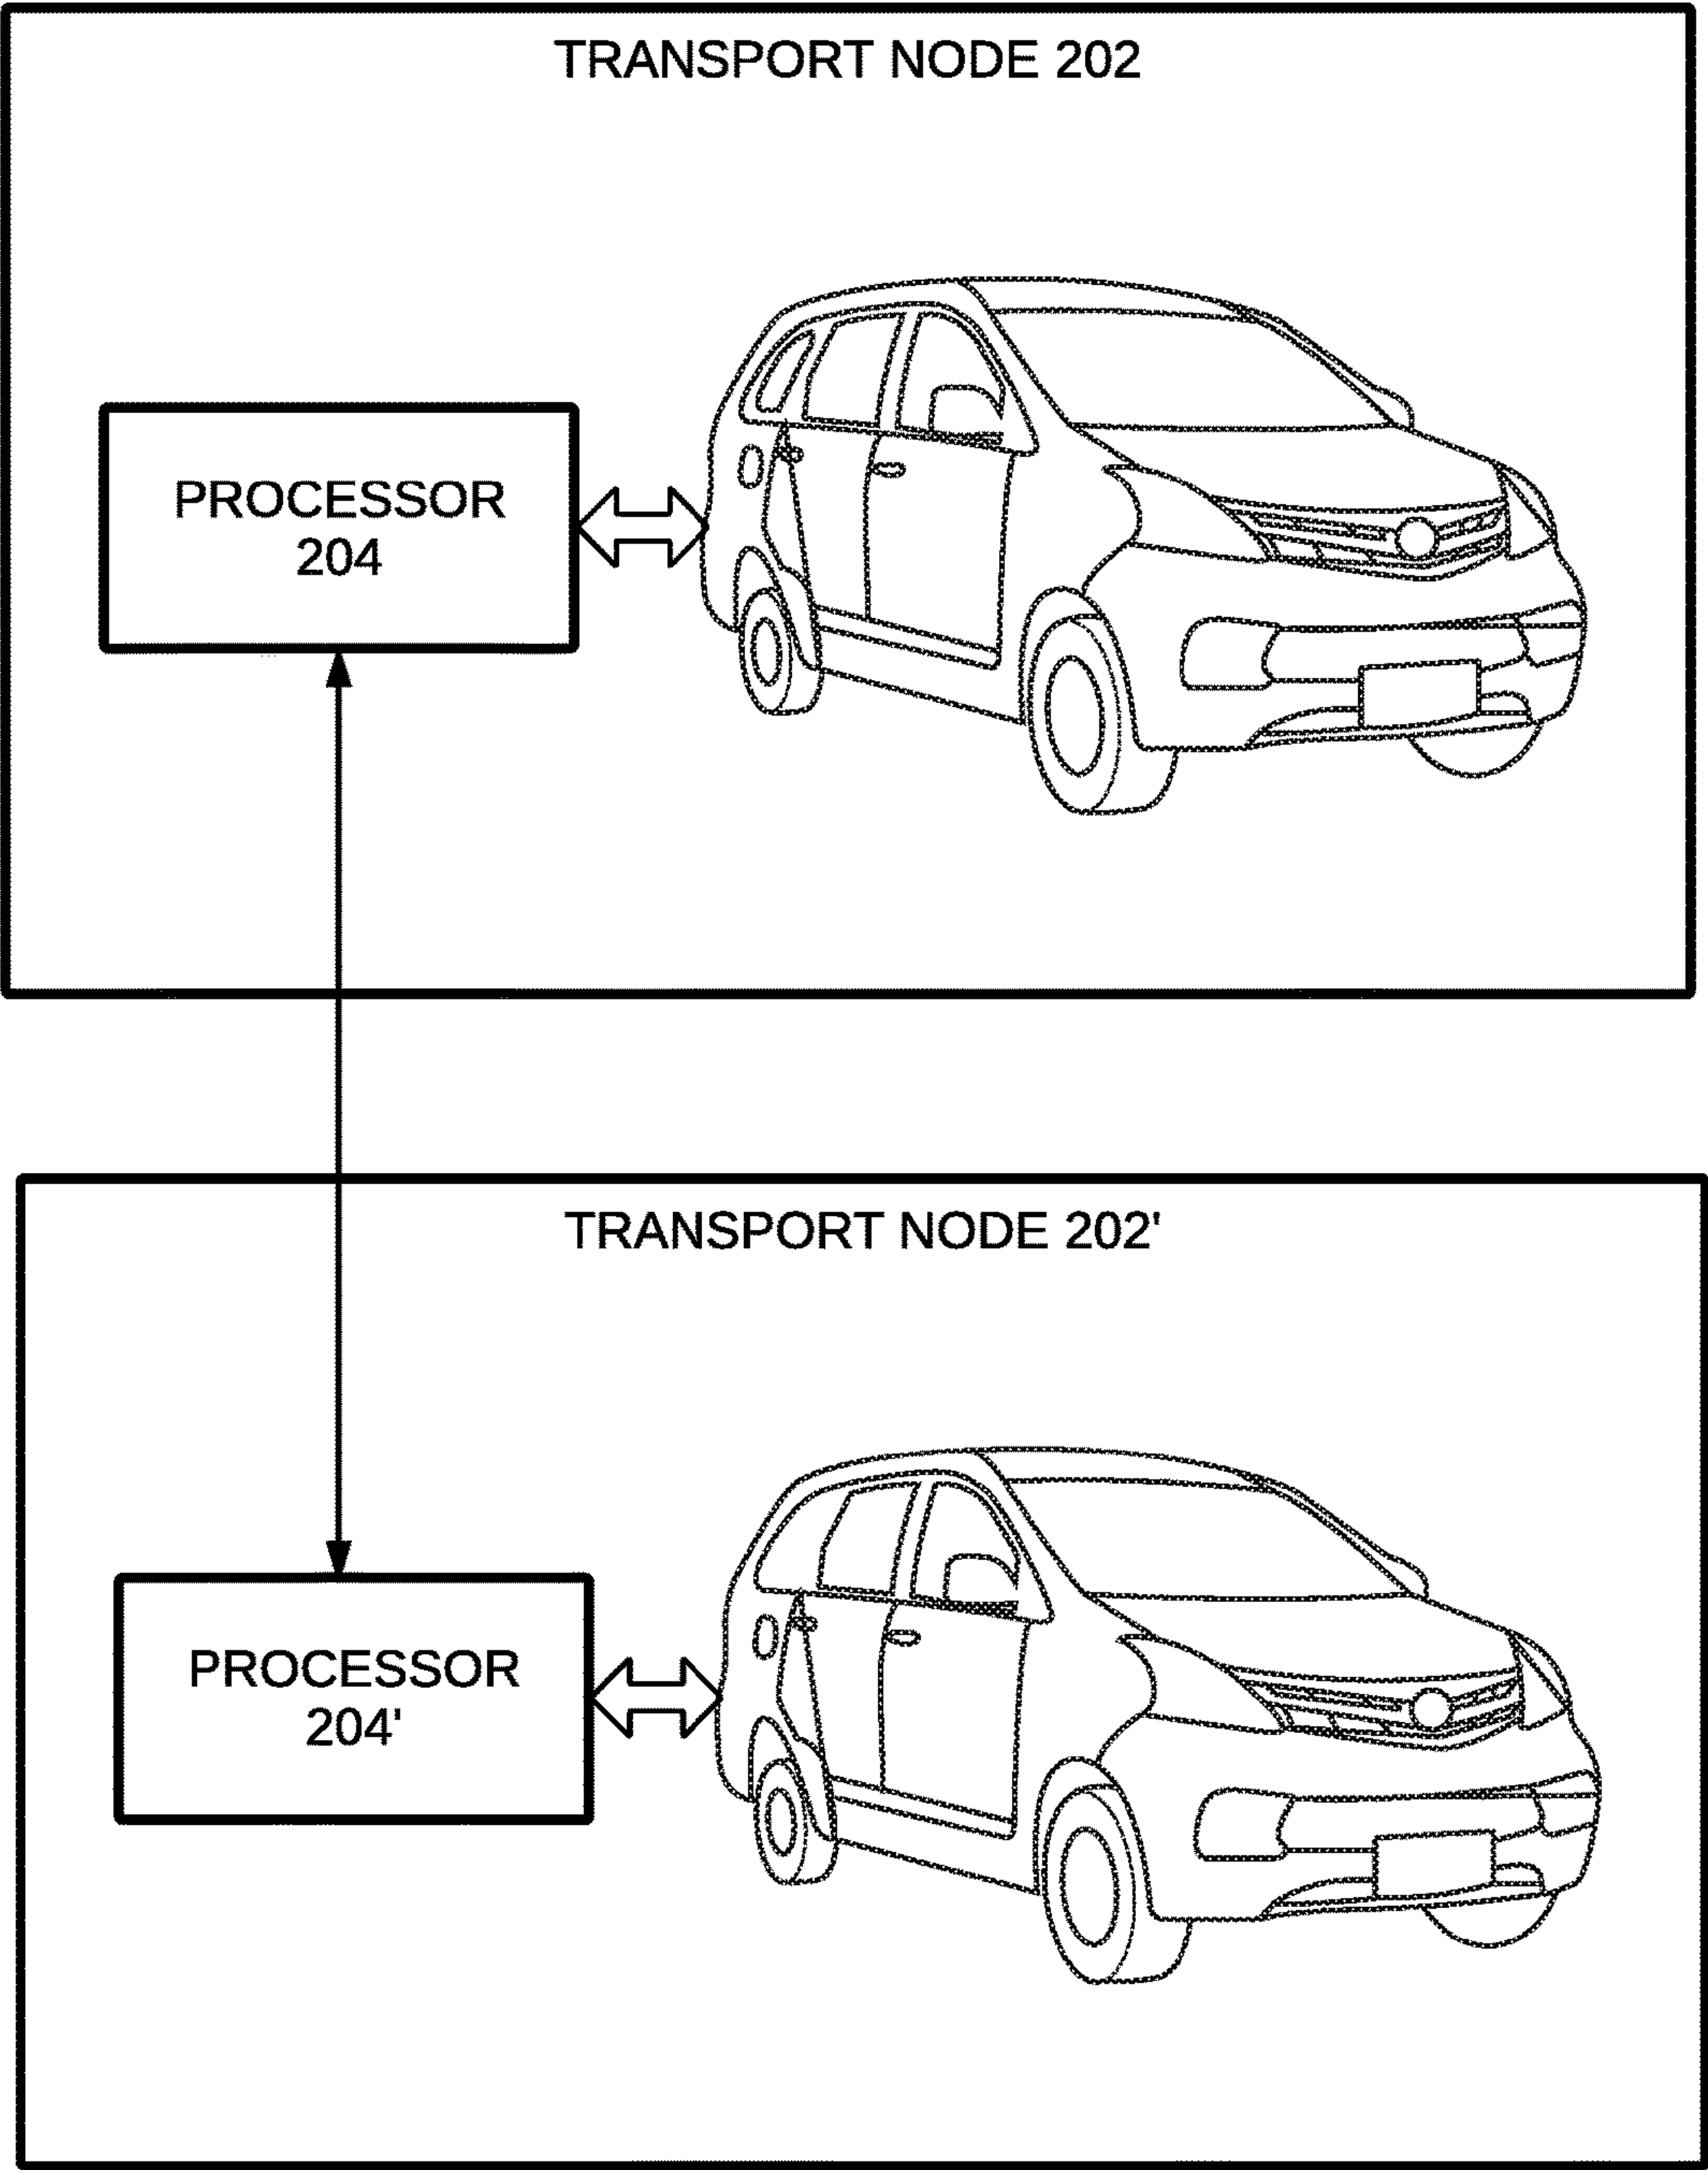 TRANSPORT NODE 202
PROCESSOR
204
TRANSPORT NODE 202'
PROCESSOR
204'